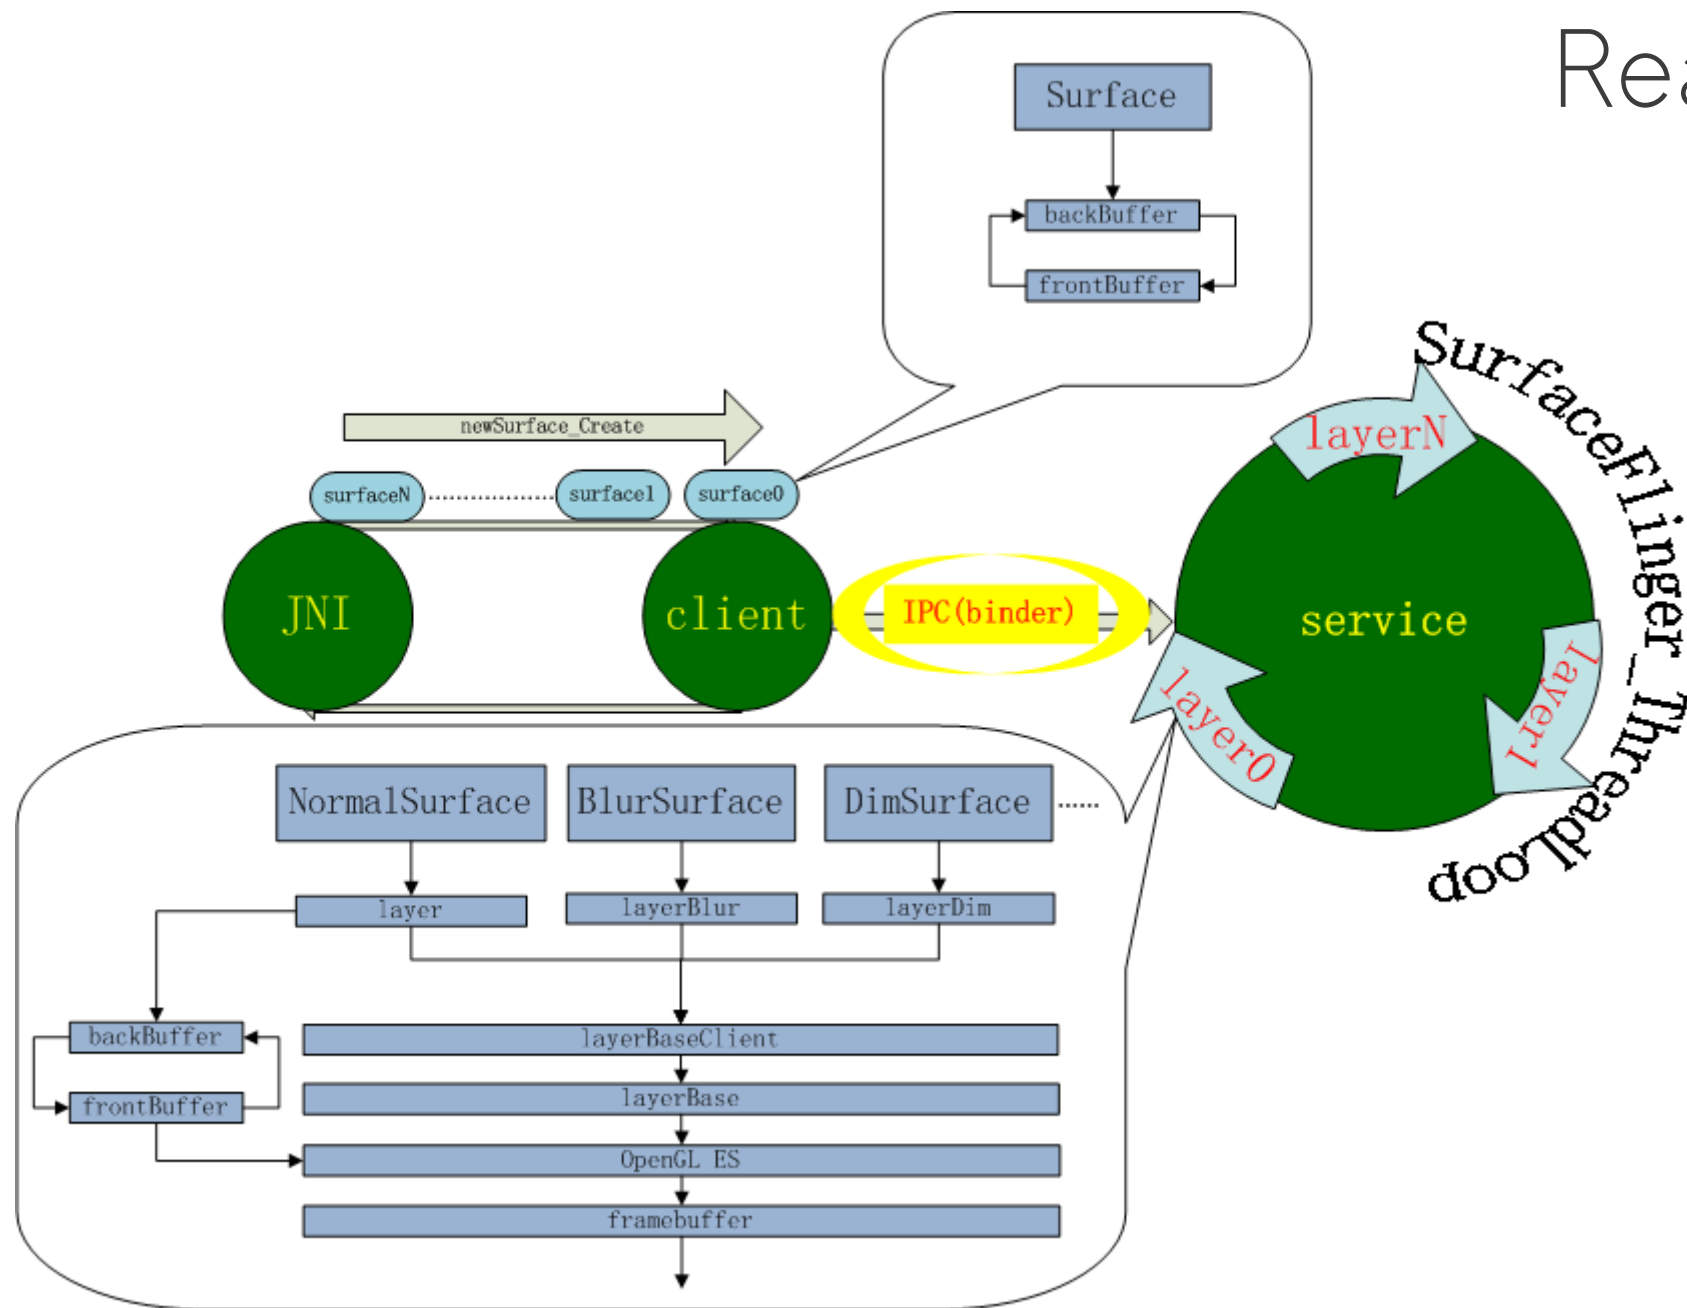 Rea
Surface
backBuffer
frontBuffer
SurfaceFlinger_ThreadLoop
newSurface_Create
surfaceN
surface1
surface0
layerN
JNI
client
IPC(binder)
service
layer0
layer1
NormalSurface
BlurSurface
DimSurface
layer
layerBlur
layerDim
backBuffer
layerBaseClient
frontBuffer
layerBase
OpenGL ES
framebuffer